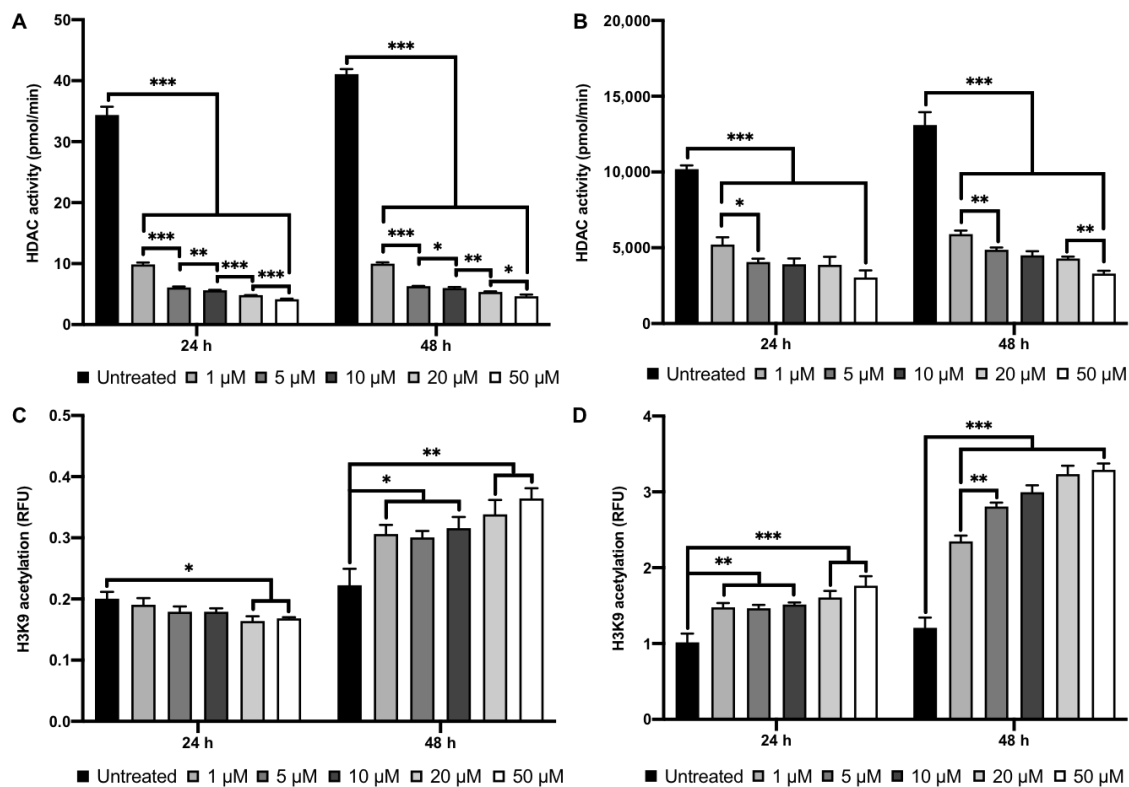 A
HDAC activity (pmol/min)
50
40
30
20
10
0
***
***
***
**
***
***
***
*
**
*
24 h
48 h
Untreated 1 µM 5 µM 10 µM 20 µM 50 µM
B
HDAC activity (pmol/min)
20,000
15,000
10,000
5,000
0
***
***
*
**
**
24 h
48 h
Untreated 1 µM 5 µM 10 µM 20 µM 50 µM
C
H3K9 acetylation (RFU)
0.5
0.4
0.3
0.2
0.1
0.0
*
**
*
24 h
48 h
Untreated 1 µM 5 µM 10 µM 20 µM 50 µM
D
H3K9 acetylation (RFU)
4
3
2
1
0
***
**
***
**
24 h
48 h
Untreated 1 µM 5 µM 10 µM 20 µM 50 µM